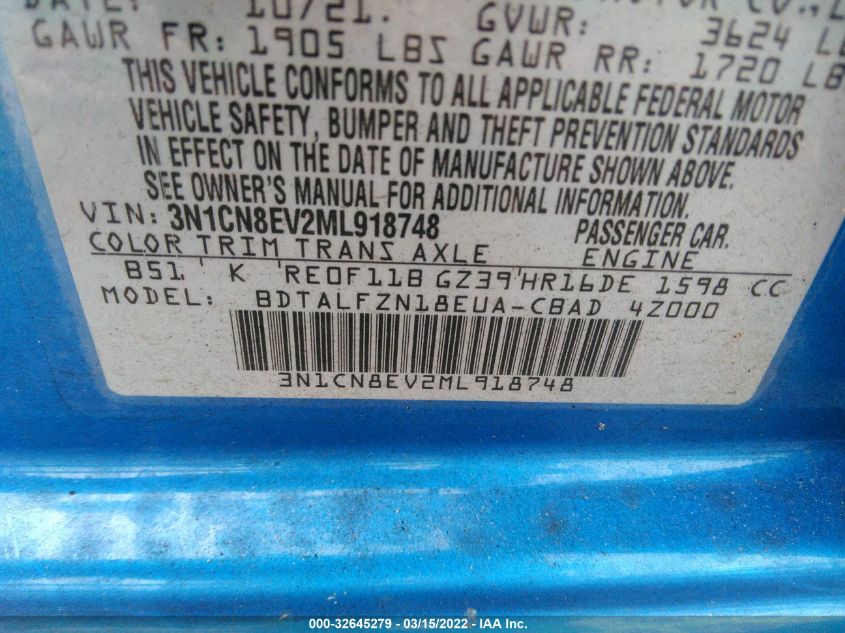 DATE: 10/21. GVWR: 3624 LB
GAWR FR: 1905 LBS GAWR RR: 1720 LB
THIS VEHICLE CONFORMS TO ALL APPLICABLE FEDERAL MOTOR
VEHICLE SAFETY, BUMPER AND THEFT PREVENTION STANDARDS
IN EFFECT ON THE DATE OF MANUFACTURE SHOWN ABOVE.
SEE OWNER'S MANUAL FOR ADDITIONAL INFORMATION.
VIN: 3N1CN8EV2ML918748 PASSENGER CAR.
COLOR TRIM TRANS AXLE ENGINE
B51 ' K 'RE0F11B GZ39'HR16DE 1598 CC
MODEL: BDTALFZN18EUA-CBAD 4Z000
3N1CN8EV2ML918748
000-32645279 - 03/15/2022 - IAA Inc.